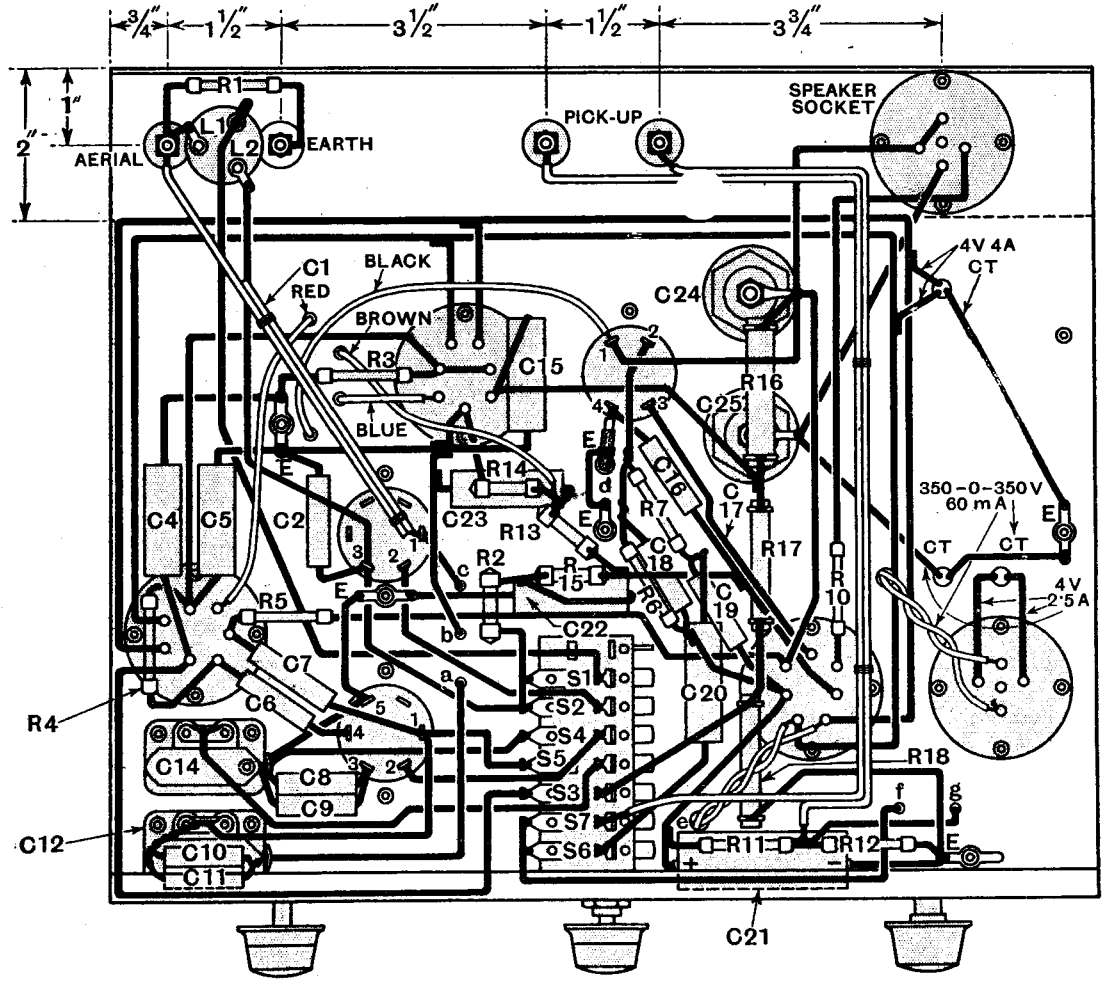 3/4" 1 1/2" 3 1/2" 1 1/2" 3 3/4"
1"
2"
R1
L1
L2
AERIAL
EARTH
PICK-UP
SPEAKER
SOCKET
4V 4A
CT
C1
RED
BLACK
BROWN
BLUE
R3
C15
1 2
4 3
C24
R16
C25
E
E
d
E
C4 C5
C2
R14
C23
R13
C16
R7
C
17
R17
350-0-350V
60 mA
CT CT
E
4V
2·5A
3 2 1
E
c
R2
R
15
C
18
R6
C
19
R
10
R5
b
C22
C7
C6
a
C20
R4
5 1
4
3 2
S1
S2
S4
S5
S3
S7
S6
C14
C8
C9
R18
f g
e
C12
C10
C11
R11 R12 E
+ −
C21